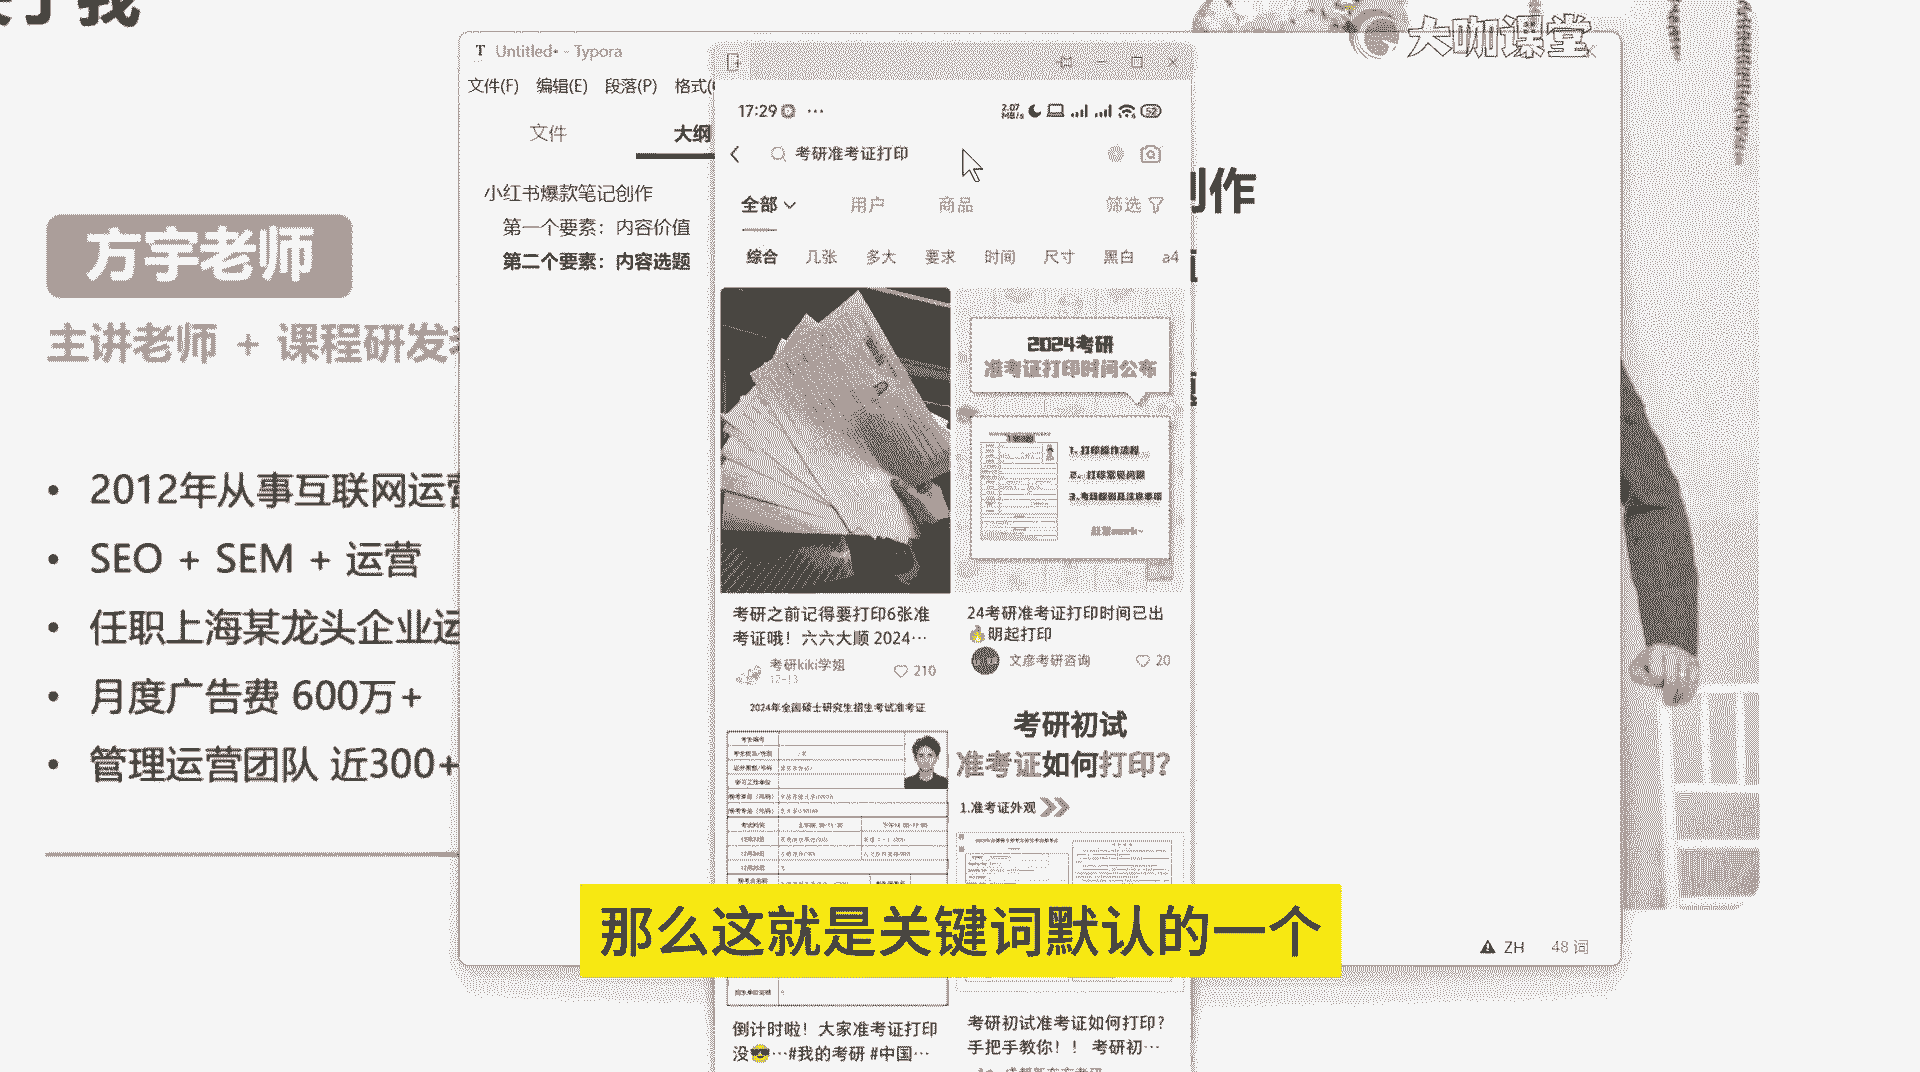 大咖课堂
Untitled• - Typora
文件(F) 编辑(E) 段落(P) 格式(
文件
大纲
小红书爆款笔记创作
第一个要素：内容价值
第二个要素：内容选题
方宇老师
主讲老师 + 课程研发
2012年从事互联网运营
SEO + SEM + 运营
任职上海某龙头企业运
月度广告费 600万+
管理运营团队 近300+
17:29
2.07 MB/s
52
考研准考证打印
全部 用户 商品 筛选
综合 几张 多大 要求 时间 尺寸 黑白 a4
创作
2024考研
准考证打印时间公布
1、打印操作流程
2、打印常见问题
考研之前记得要打印6张准
考证哦！六六大顺 2024…
考研kiki学姐
12-13
210
24考研准考证打印时间已出
🔥明起打印
文彦考研咨询
20
2024年全国硕士研究生招生考试准考证
考研初试
准考证如何打印?
1.准考证外观
那么这就是关键词默认的一个
倒计时啦！大家准考证打印
没😎…#我的考研 #中国…
考研初试准考证如何打印？
手把手教你！！ 考研初…
ZH
48 词